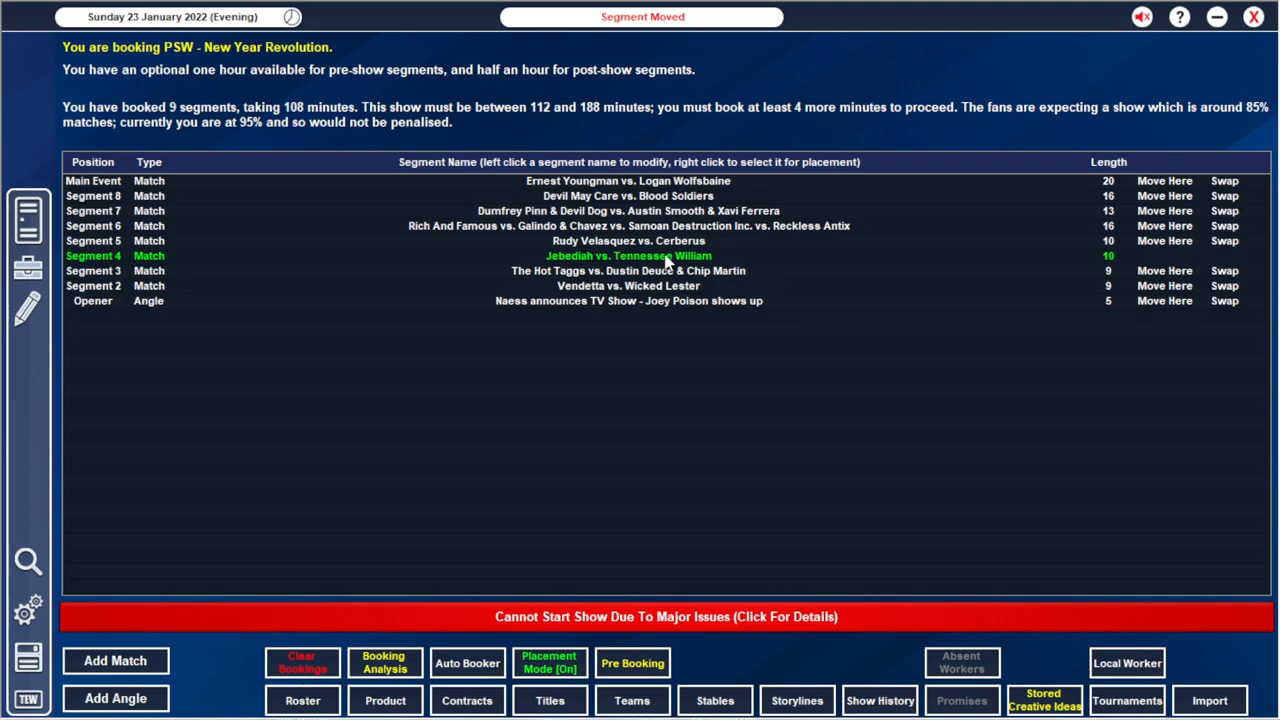 Sunday 23 January 2022 (Evening)
Segment Moved
You are booking PSW - New Year Revolution.
You have an optional one hour available for pre-show segments, and half an hour for post-show segments.
You have booked 9 segments, taking 108 minutes. This show must be between 112 and 188 minutes; you must book at least 4 more minutes to proceed. The fans are expecting a show which is around 85%
matches; currently you are at 95% and so would not be penalised.
Position Type Segment Name (left click a segment name to modify, right click to select it for placement) Length
Main Event Match Ernest Youngman vs. Logan Wolfsbaine 20 Move Here Swap
Segment 8 Match Devil May Care vs. Blood Soldiers 16 Move Here Swap
Segment 7 Match Dumfrey Pinn & Devil Dog vs. Austin Smooth & Xavi Ferrera 13 Move Here Swap
Segment 6 Match Rich And Famous vs. Galindo & Chavez vs. Samoan Destruction Inc. vs. Reckless Antix 16 Move Here Swap
Segment 5 Match Rudy Velasquez vs. Cerberus 10 Move Here Swap
Segment 4 Match Jebediah vs. Tennessee William 10
Segment 3 Match The Hot Taggs vs. Dustin Deuce & Chip Martin 9 Move Here Swap
Segment 2 Match Vendetta vs. Wicked Lester 9 Move Here Swap
Opener Angle Naess announces TV Show - Joey Poison shows up 5 Move Here Swap
Cannot Start Show Due To Major Issues (Click For Details)
Add Match
Clear Bookings
Booking Analysis
Auto Booker
Placement Mode [On]
Pre Booking
Absent Workers
Local Worker
Add Angle
Roster
Product
Contracts
Titles
Teams
Stables
Storylines
Show History
Promises
Stored Creative Ideas
Tournaments
Import
TEW